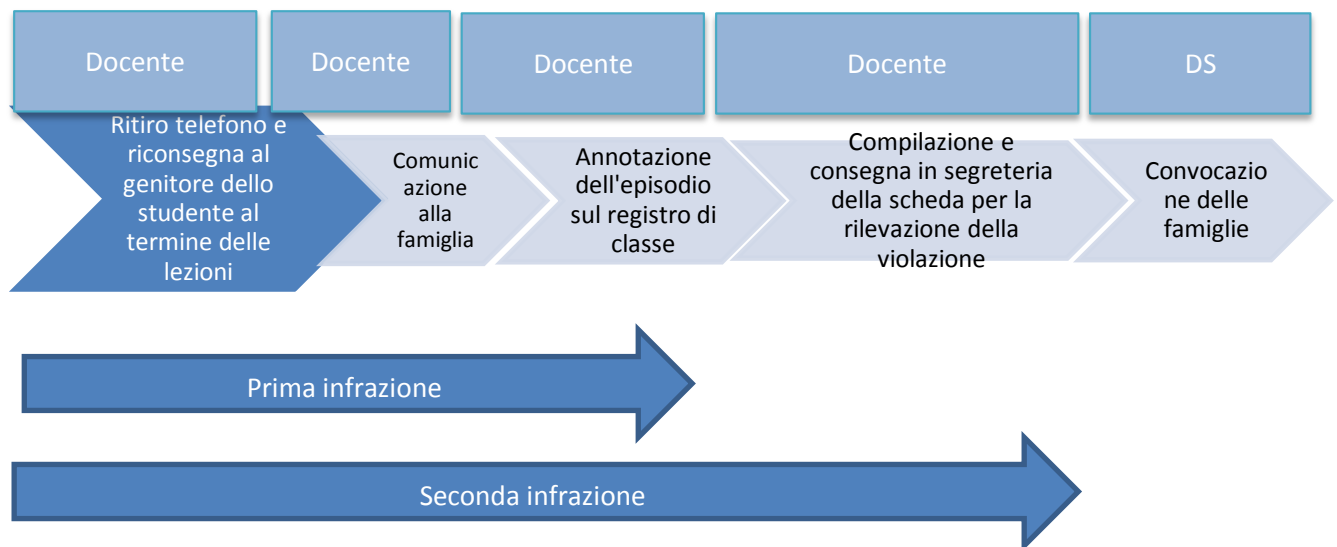 Docente
Docente
Docente
Docente
DS
Ritiro telefono e
riconsegna al
genitore dello
studente al
termine delle
lezioni
Comunic
azione
alla
famiglia
Annotazione
dell'episodio
sul registro di
classe
Compilazione e
consegna in segreteria
della scheda per la
rilevazione della
violazione
Convocazio
ne delle
famiglie
Prima infrazione
Seconda infrazione